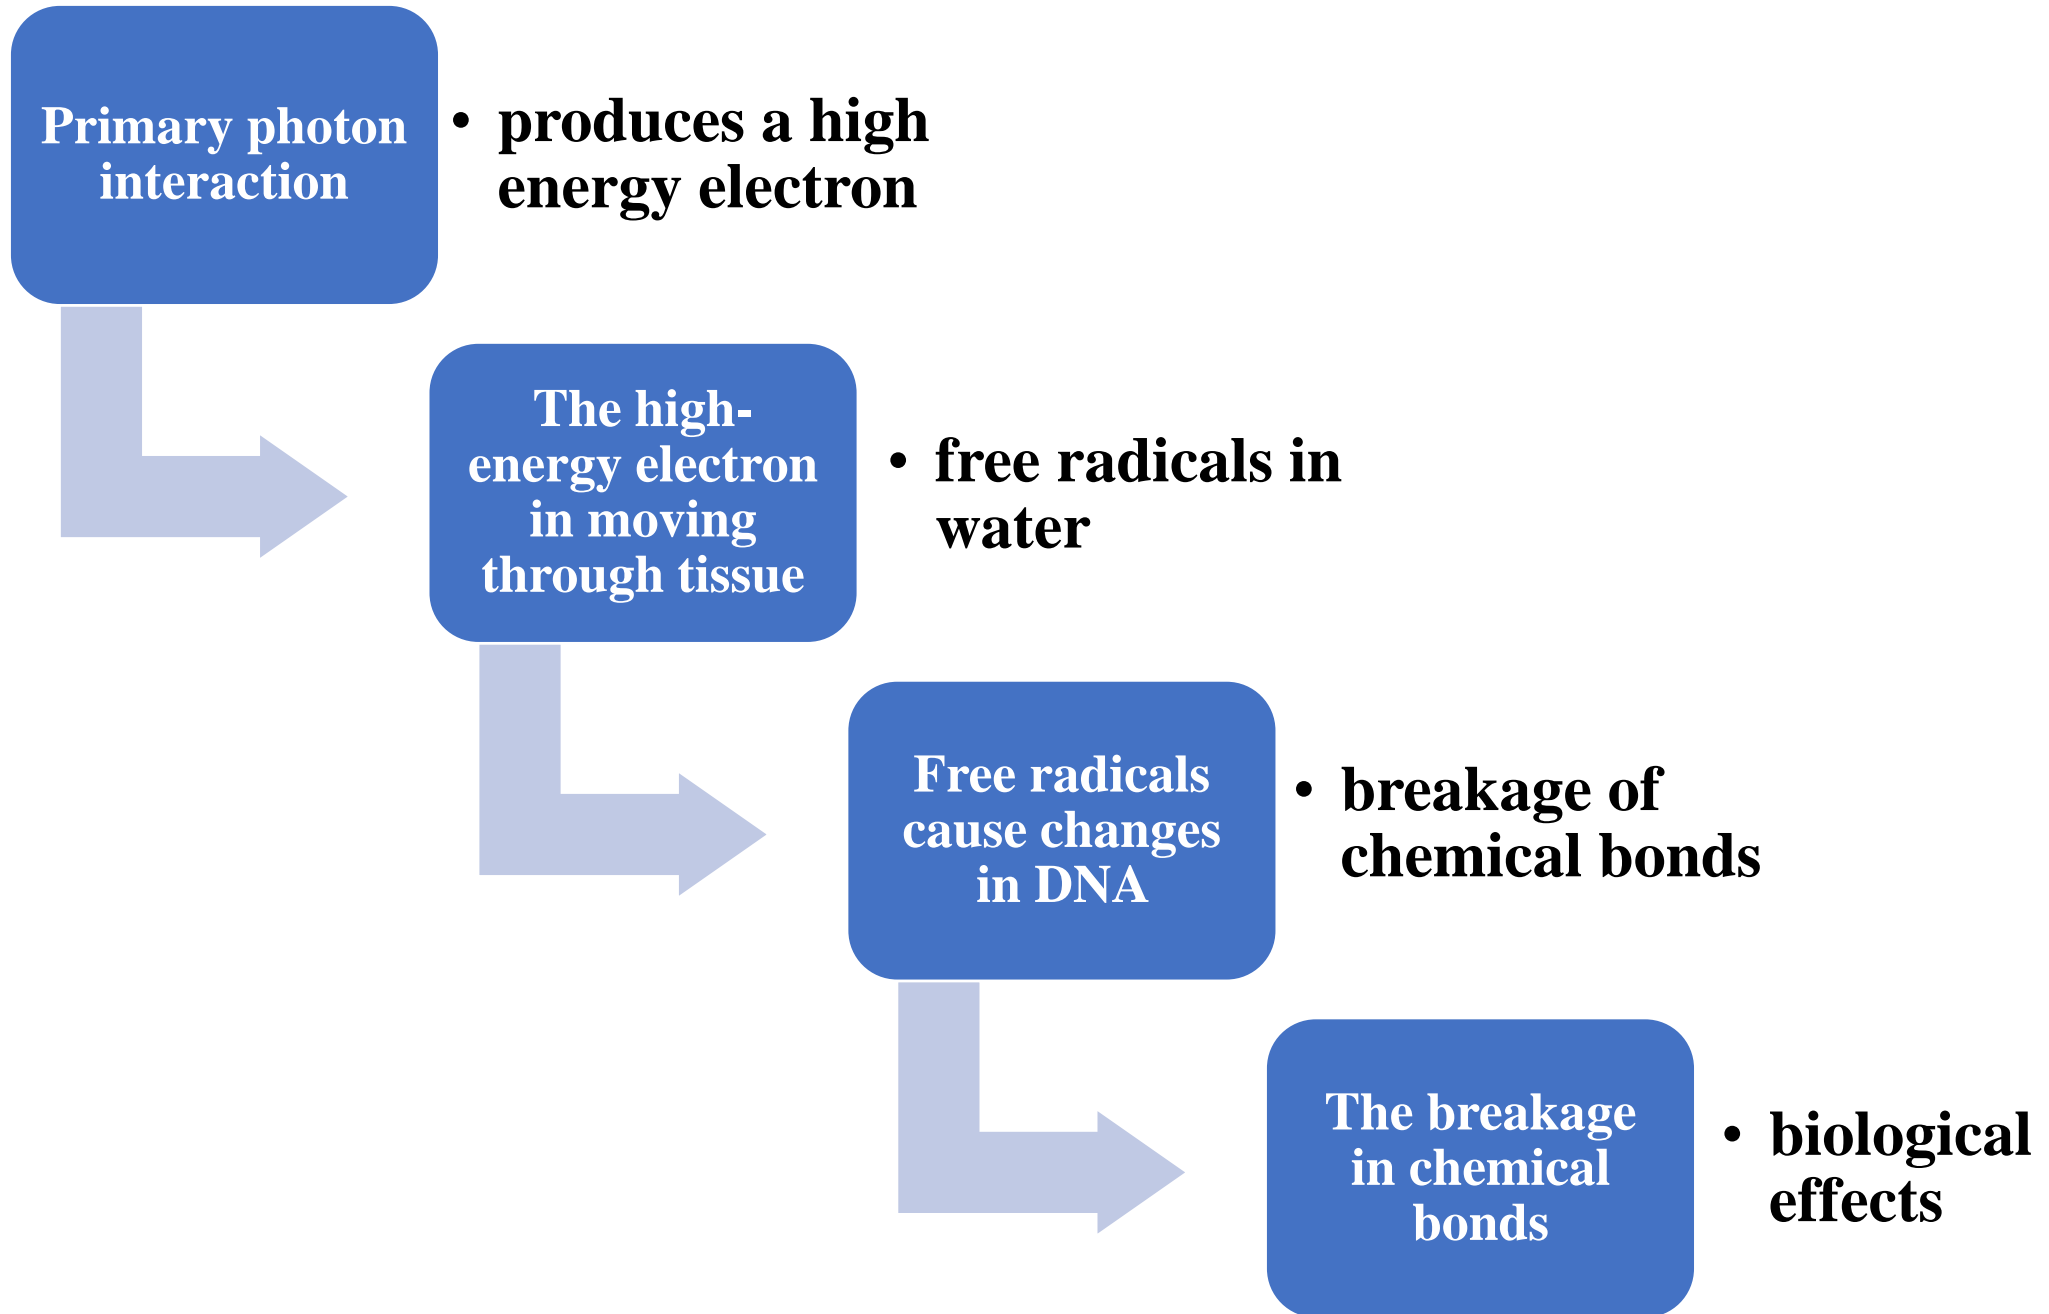 Primary photon
interaction
• produces a high
energy electron
The high-
energy electron
in moving
through tissue
• free radicals in
water
Free radicals
cause changes
in DNA
• breakage of
chemical bonds
The breakage
in chemical
bonds
• biological
effects